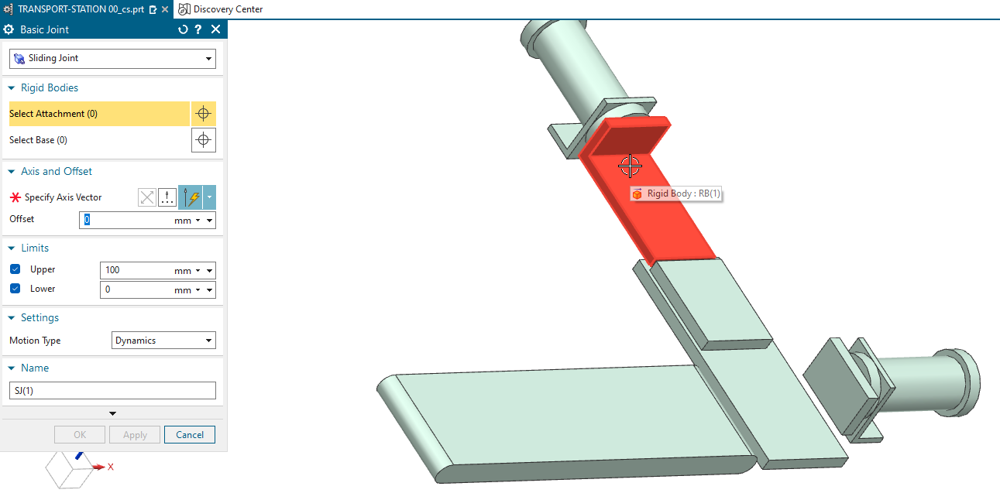 TRANSPORT-STATION 00_cs.prt
Discovery Center
Basic Joint
?
Sliding Joint
Rigid Bodies
Select Attachment (0)
Select Base (0)
Axis and Offset
* Specify Axis Vector
Offset 0 mm
Limits
Upper 100 mm
Lower 0 mm
Settings
Motion Type Dynamics
Name
SJ(1)
OK Apply Cancel
X
Rigid Body : RB(1)